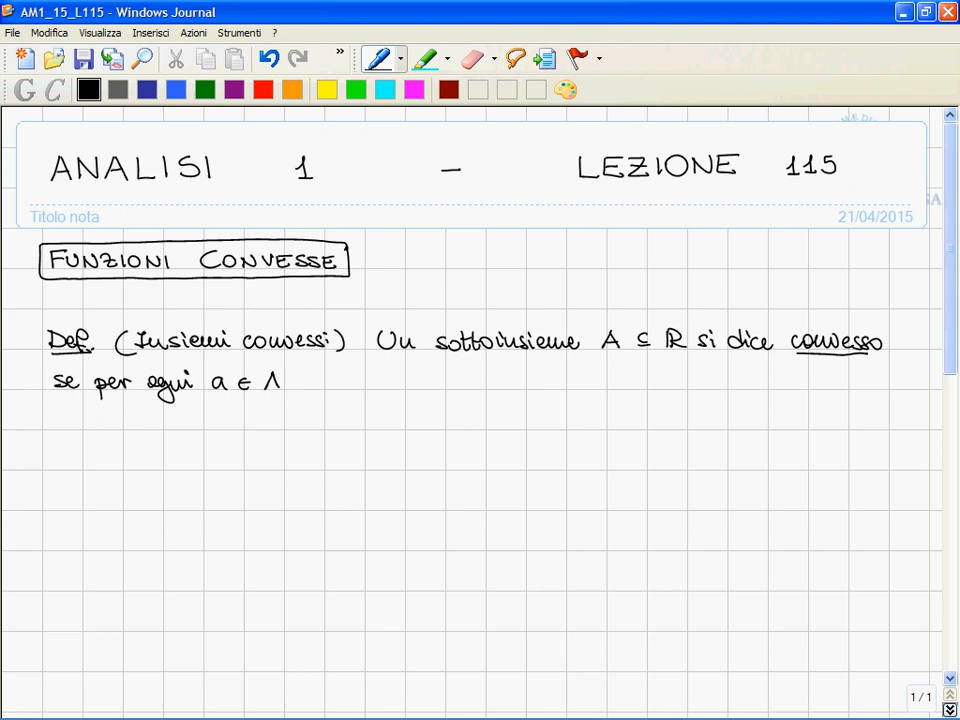 AM1_15_L115 - Windows Journal
File Modifica Visualizza Inserisci Azioni Strumenti ?
»
G C
ANALISI 1 - LEZIONE 115
Titolo nota 21/04/2015
FUNZIONI CONVESSE
Def. (Insiemi convessi) Un sottoinsieme A ⊆ R si dice convesso
se per ogni a ∈ Λ
1 / 1